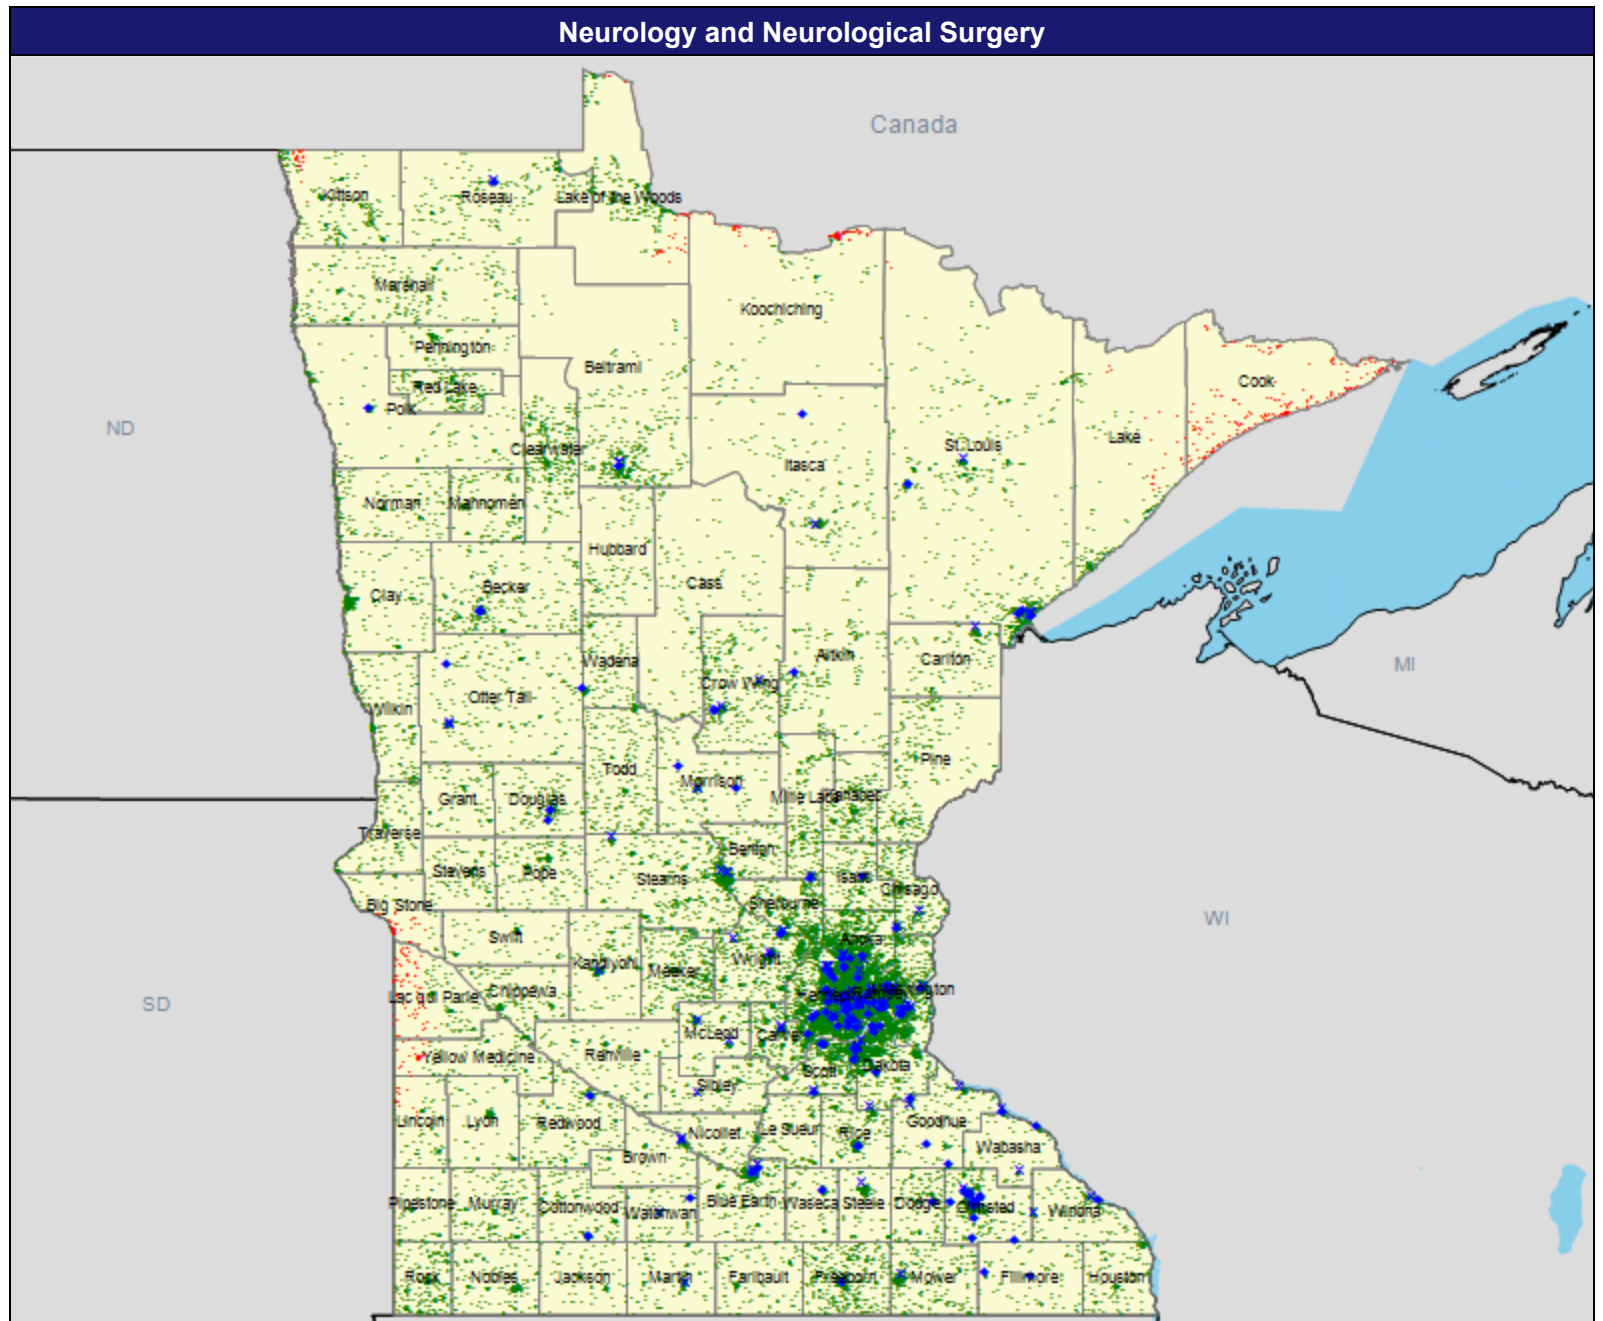 Neurology and Neurological Surgery
Canada
Kittson
Roseau
Lake of the Woods
Marshall
Koochiching
Pennington
Beltrami
Red Lake
Cook
Polk
ND
Lake
St. Louis
Clearwater
Itasca
Norman
Mahnomen
Hubbard
Cass
Becker
Clay
Aitkin
Carlton
Wadena
MI
Crow Wing
Otter Tail
Wilkin
Pine
Todd
Morrison
Mille Lacs
Kanabec
Grant
Douglas
Traverse
Benton
Stevens
Pope
Stearns
Isanti
Chisago
Big Stone
Sherburne
WI
Swift
Anoka
Wright
Kandiyohi
Meeker
Chippewa
Lac qui Parle
Hennepin
Ramsey
Washington
SD
McLeod
Carver
Renville
Yellow Medicine
Scott
Dakota
Sibley
Lincoln
Lyon
Redwood
Nicollet
Le Sueur
Rice
Goodhue
Wabasha
Brown
Pipestone
Murray
Cottonwood
Watonwan
Blue Earth
Waseca
Steele
Dodge
Olmsted
Winona
Rock
Nobles
Jackson
Martin
Faribault
Freeborn
Mower
Fillmore
Houston